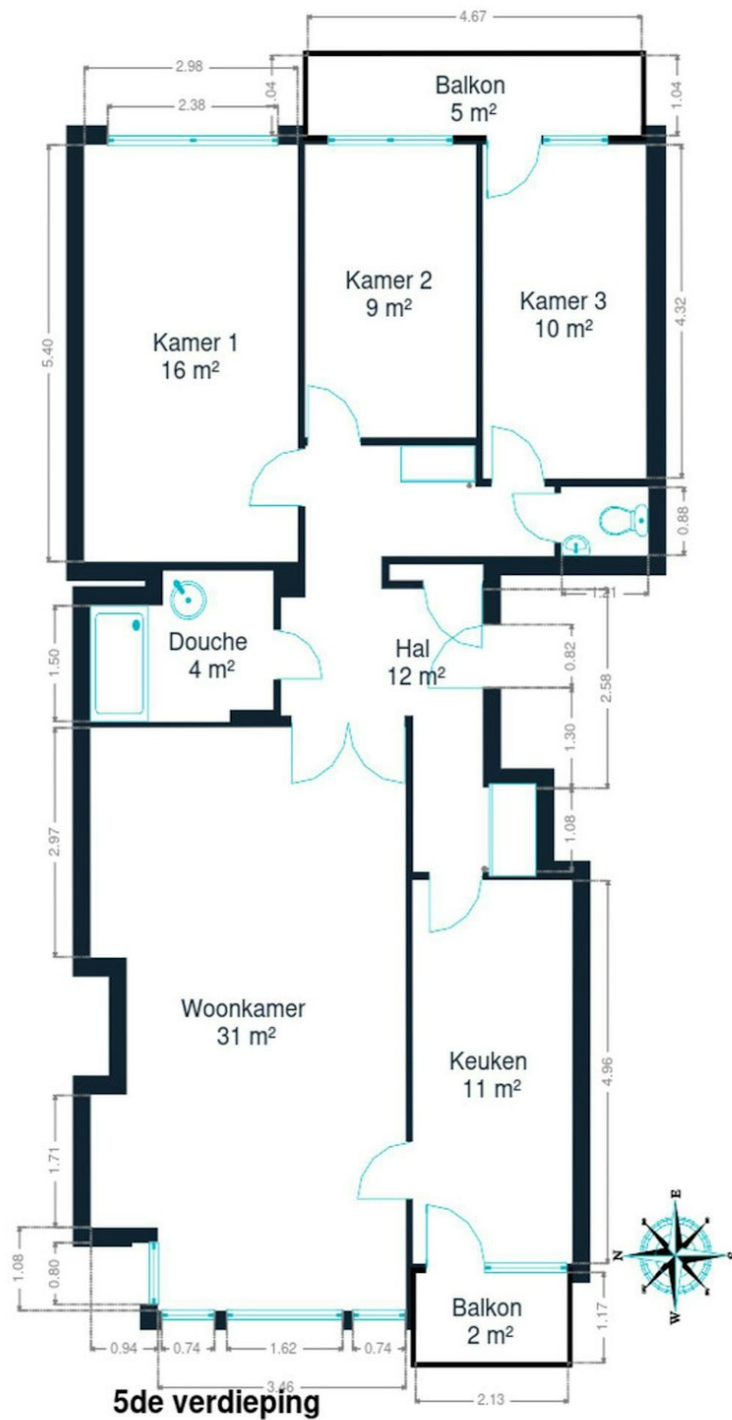 4.67
2.98
1.04
Balkon
5 m²
1.04
2.38
Kamer 2
9 m²
Kamer 3
10 m²
4.32
Kamer 1
16 m²
5.40
0.88
1.21
Douche
4 m²
Hal
12 m²
1.50
0.82
2.58
1.30
1.08
2.97
Woonkamer
31 m²
Keuken
11 m²
4.96
1.71
E
N
S
W
1.08
0.80
Balkon
2 m²
1.17
0.94
0.74
1.62
0.74
3.46
2.13
5de verdieping